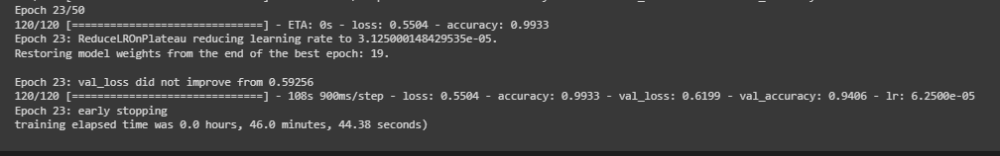 Epoch 23/50
120/120 [==============================] - ETA: 0s - loss: 0.5504 - accuracy: 0.9933
Epoch 23: ReduceLROnPlateau reducing learning rate to 3.125000148429535e-05.
Restoring model weights from the end of the best epoch: 19.
Epoch 23: val_loss did not improve from 0.59256
120/120 [==============================] - 108s 900ms/step - loss: 0.5504 - accuracy: 0.9933 - val_loss: 0.6199 - val_accuracy: 0.9406 - lr: 6.2500e-05
Epoch 23: early stopping
training elapsed time was 0.0 hours, 46.0 minutes, 44.38 seconds)